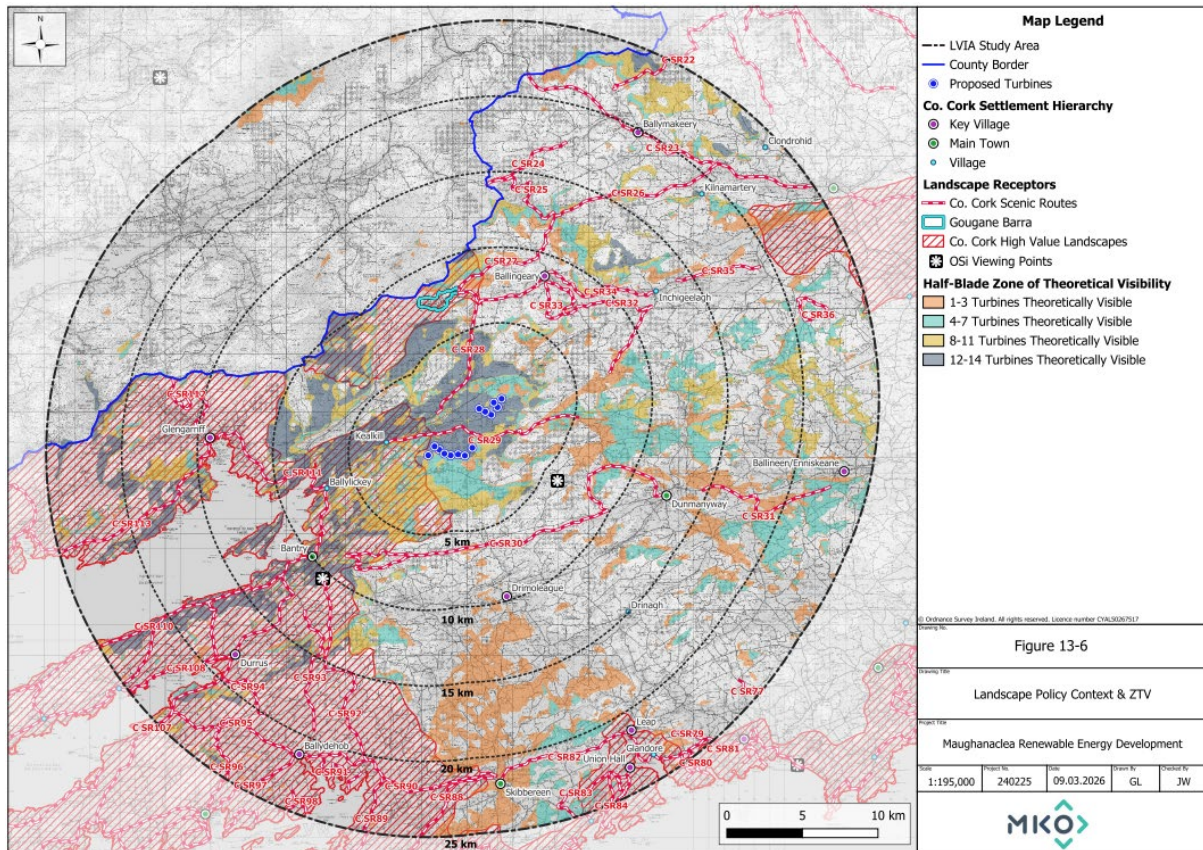 N
C SR22
Ballymakeery
C SR23
Clondrohid
C SR24
C SR25
C SR26
Kilnamartery
C SR27
Ballingeary
C SR35
C SR34
Inchigeelagh
C SR33
C SR32
C SR36
C SR28
C SR117
Glengarriff
C SR29
Kealkill
C SR111
Ballylickey
Ballineen/Enniskeane
Dunmanyway
C SR31
C SR113
5 km
C SR30
Bantry
Drimoleague
Drinagh
10 km
C SR110
Durrus
C SR108
C SR94
C SR93
15 km
C SR77
C SR92
C SR107
C SR95
Leap
C SR79
C SR81
Ballydehob
C SR82
Glandore
C SR80
Union Hall
C SR96
20 km
C SR91
C SR97
C SR90
Skibbereen
C SR98
C SR88
C SR83
C SR84
C SR89
25 km
0 5 10 km
Map Legend
LVIA Study Area
County Border
Proposed Turbines
Co. Cork Settlement Hierarchy
Key Village
Main Town
Village
Landscape Receptors
Co. Cork Scenic Routes
Gougane Barra
Co. Cork High Value Landscapes
OSi Viewing Points
Half-Blade Zone of Theoretical Visibility
1-3 Turbines Theoretically Visible
4-7 Turbines Theoretically Visible
8-11 Turbines Theoretically Visible
12-14 Turbines Theoretically Visible
© Ordnance Survey Ireland. All rights reserved. Licence number CYAL50267517
Drawing No.
Figure 13-6
Drawing Title
Landscape Policy Context & ZTV
Project Title
Maughanaclea Renewable Energy Development
Scale
Project No.
Date
Drawn By
Checked By
1:195,000
240225
09.03.2026
GL
JW
MKO